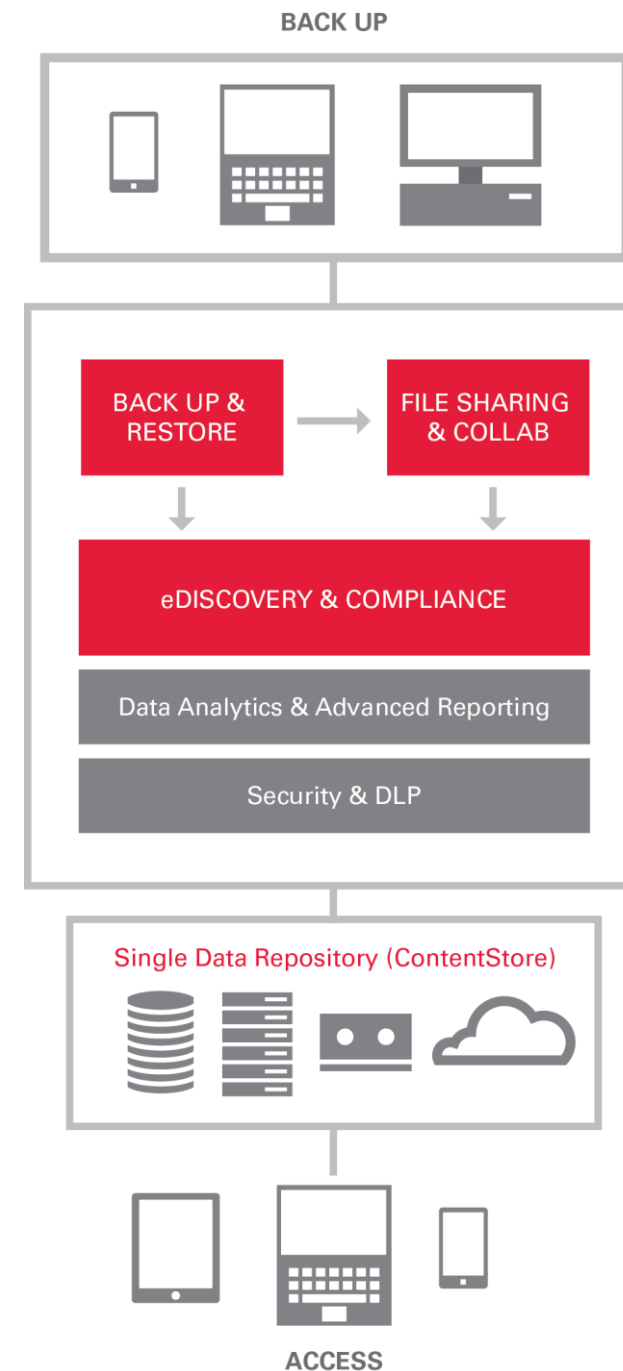 BACK UP
BACK UP &
RESTORE
FILE SHARING
& COLLAB
eDISCOVERY & COMPLIANCE
Data Analytics & Advanced Reporting
Security & DLP
Single Data Repository (ContentStore)
ACCESS